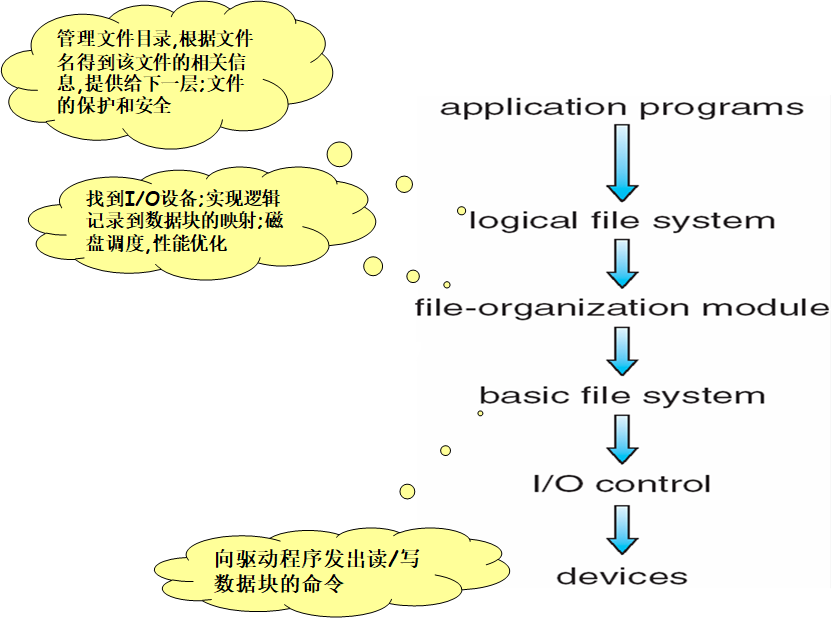 管理文件目录,根据文件
名得到该文件的相关信
息,提供给下一层;文件
的保护和安全
application programs
找到I/O设备;实现逻辑
记录到数据块的映射;磁
盘调度,性能优化
logical file system
file-organization module
basic file system
I/O control
向驱动程序发出读/写
数据块的命令
devices